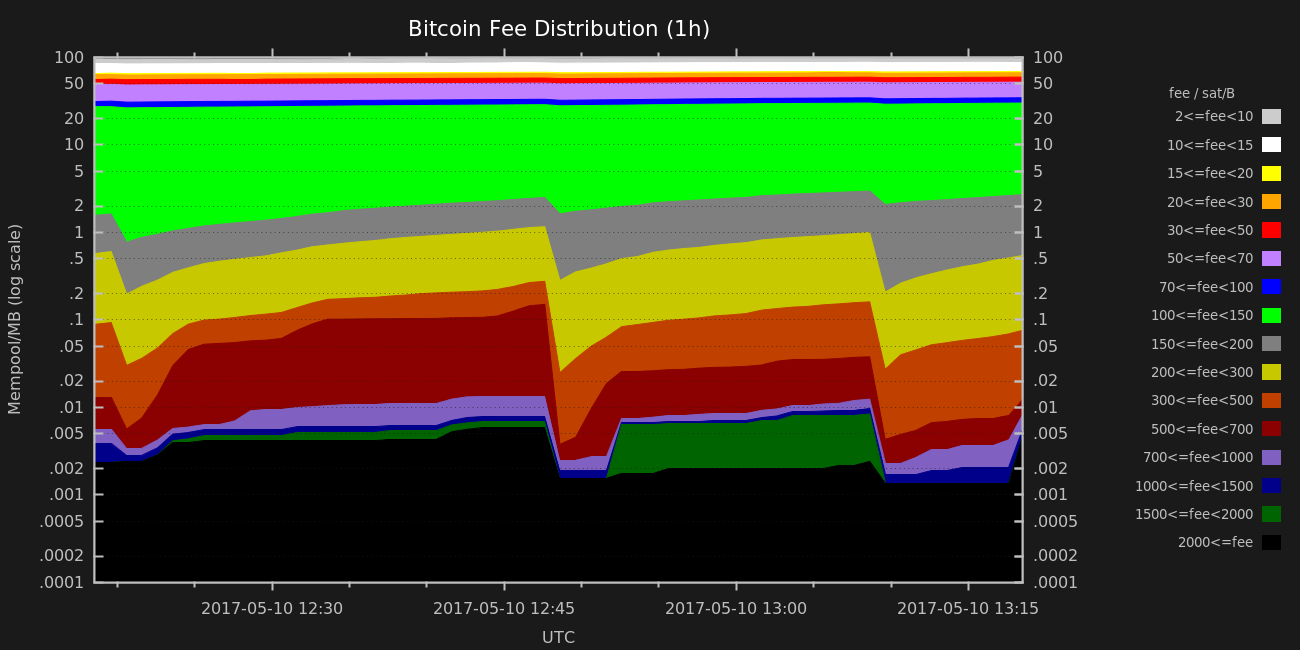 Bitcoin Fee Distribution (1h)
Mempool/MB (log scale)
100
50
20
10
5
2
1
.5
.2
.1
.05
.02
.01
.005
.002
.001
.0005
.0002
.0001
100
50
20
10
5
2
1
.5
.2
.1
.05
.02
.01
.005
.002
.001
.0005
.0002
.0001
2017-05-10 12:30
2017-05-10 12:45
2017-05-10 13:00
2017-05-10 13:15
UTC
fee / sat/B
2<=fee<10
10<=fee<15
15<=fee<20
20<=fee<30
30<=fee<50
50<=fee<70
70<=fee<100
100<=fee<150
150<=fee<200
200<=fee<300
300<=fee<500
500<=fee<700
700<=fee<1000
1000<=fee<1500
1500<=fee<2000
2000<=fee